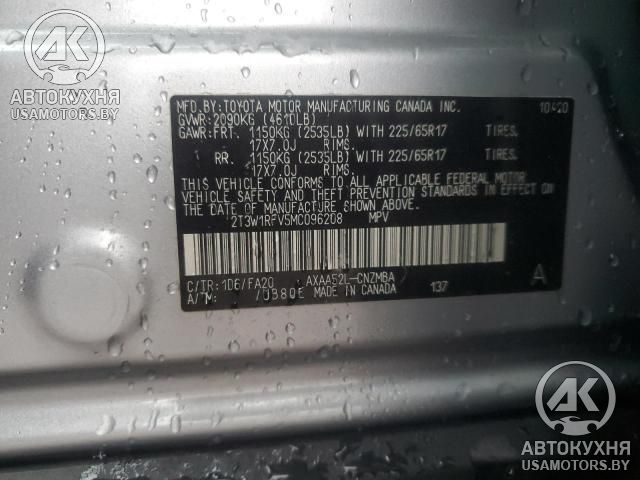 АВТОКУХНЯ
USAMOTORS.BY
MFD.BY:TOYOTA MOTOR MANUFACTURING CANADA INC. 10/20
GVWR:2090KG (4610LB)
GAWR:FRT. 1150KG (2535LB) WITH 225/65R17 TIRES.
17X7.0J RIMS.
RR. 1150KG (2535LB) WITH 225/65R17 TIRES.
17X7.0J RIMS.
THIS VEHICLE CONFORMS TO ALL APPLICABLE FEDERAL MOTOR
VEHICLE SAFETY AND THEFT PREVENTION STANDARDS IN EFFECT ON
THE DATE OF MANUFACTURE SHOWN ABOVE.
2T3W1RFV5MC096208 MPV
C/TR:1D6/FA20 AXAA52L-CNZMBA A
A/TM: MADE IN CANADA 137
АК
АВТОКУХНЯ
USAMOTORS.BY